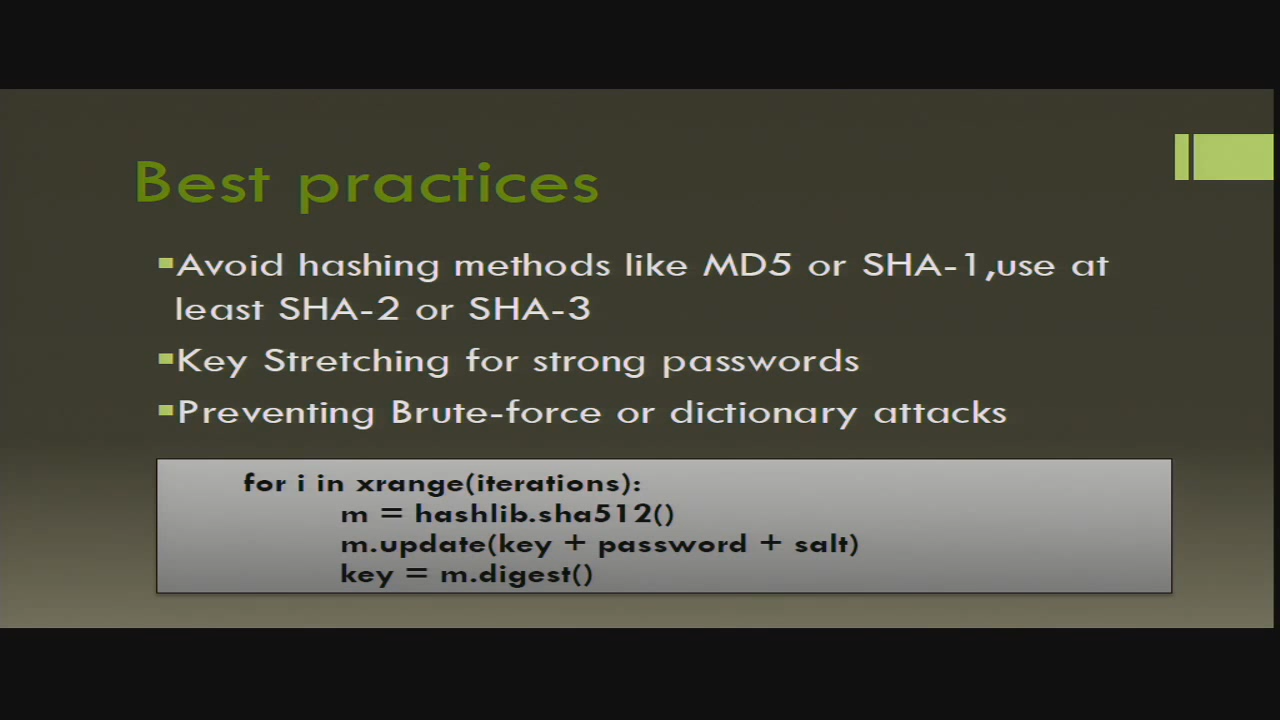 Best practices
Avoid hashing methods like MD5 or SHA-1,use at
least SHA-2 or SHA-3
Key Stretching for strong passwords
Preventing Brute-force or dictionary attacks
for i in xrange(iterations):
m = hashlib.sha512()
m.update(key + password + salt)
key = m.digest()